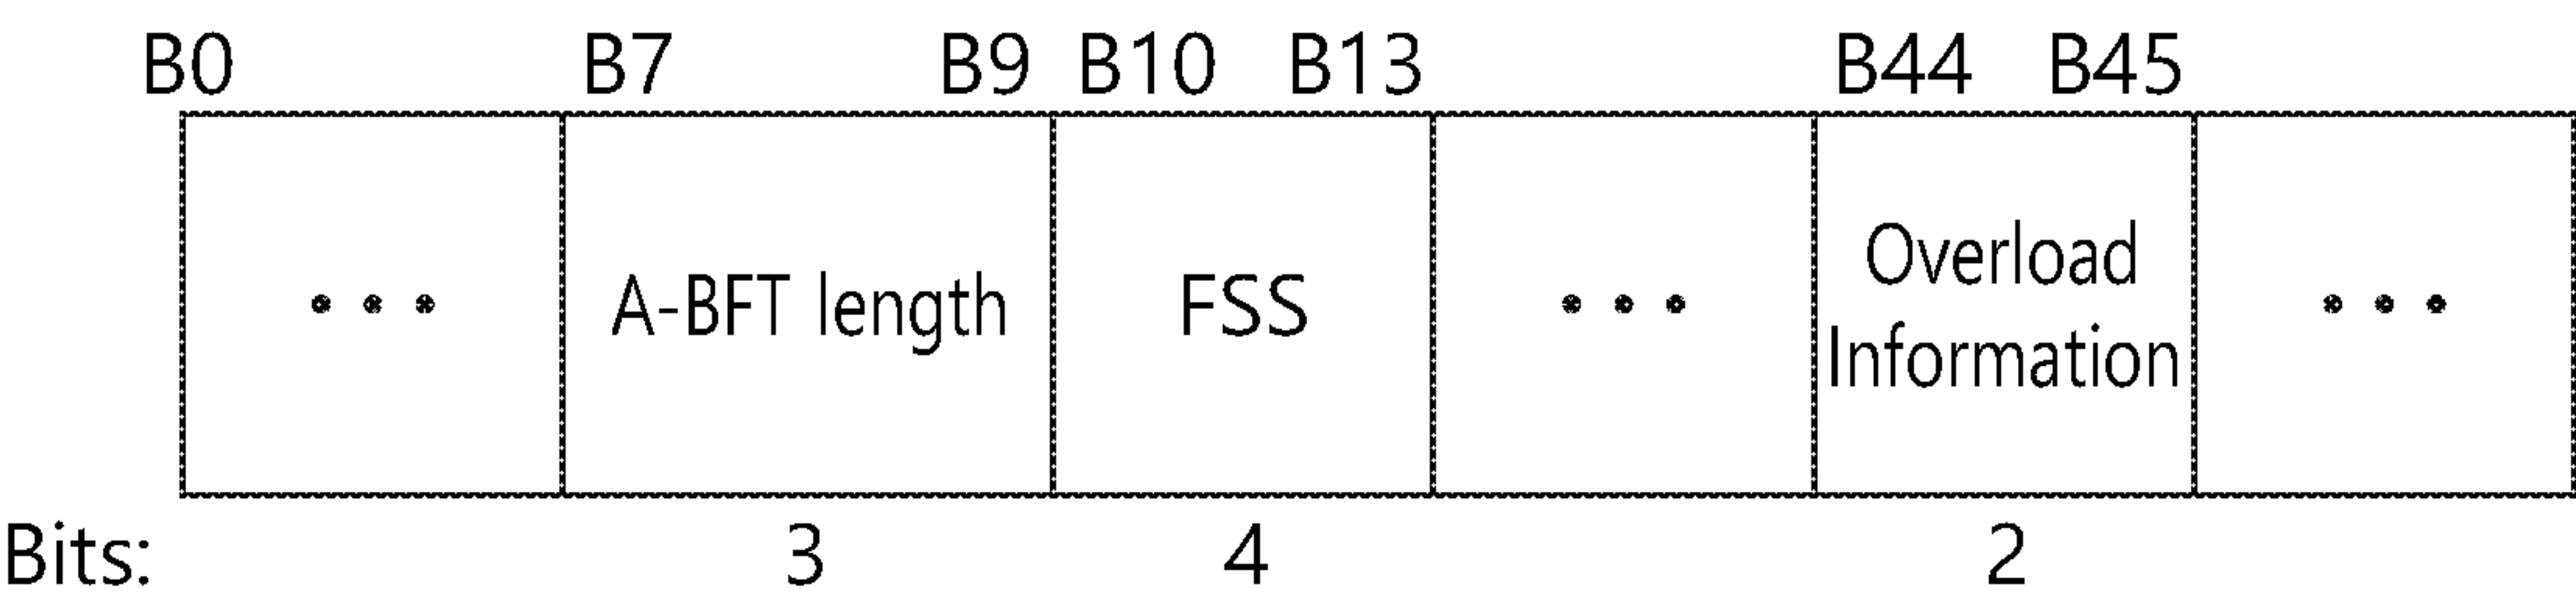 B0 B7 B9 B10 B13 B44 B45
• • • A-BFT length FSS • • • Overload • • •
Information
Bits: 3 4 2